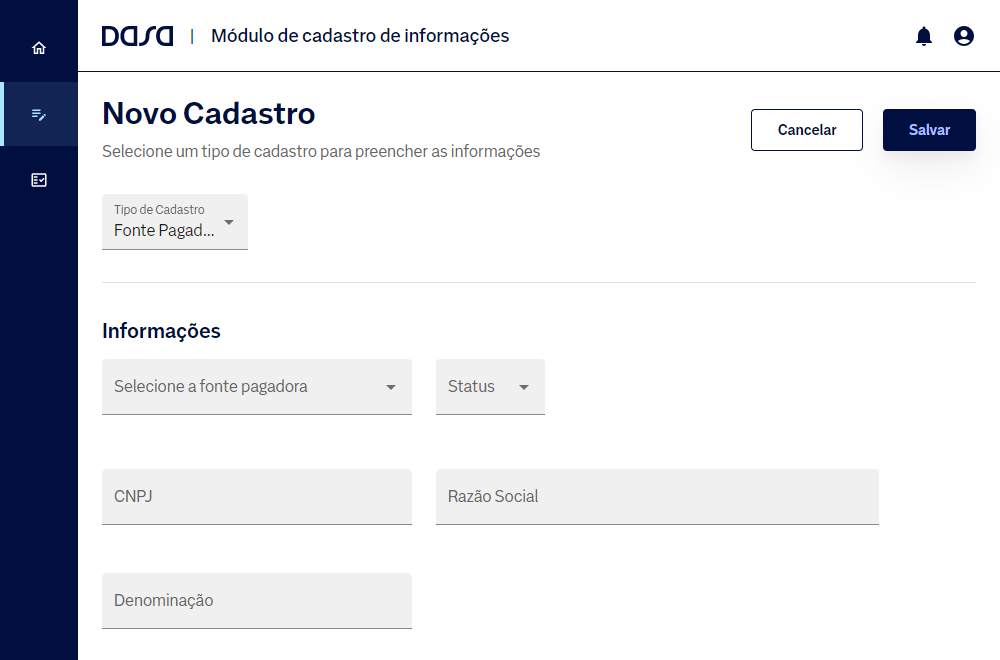 DASA | Módulo de cadastro de informações
Novo Cadastro
Selecione um tipo de cadastro para preencher as informações
Cancelar
Salvar
Tipo de Cadastro
Fonte Pagad...
Informações
Selecione a fonte pagadora
Status
CNPJ
Razão Social
Denominação